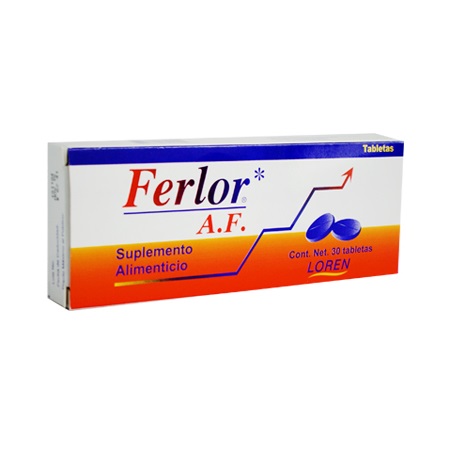 Tabletas
Ferlor®*
A.F.
Suplemento
Alimenticio
Cont. Net. 30 tabletas
LOREN